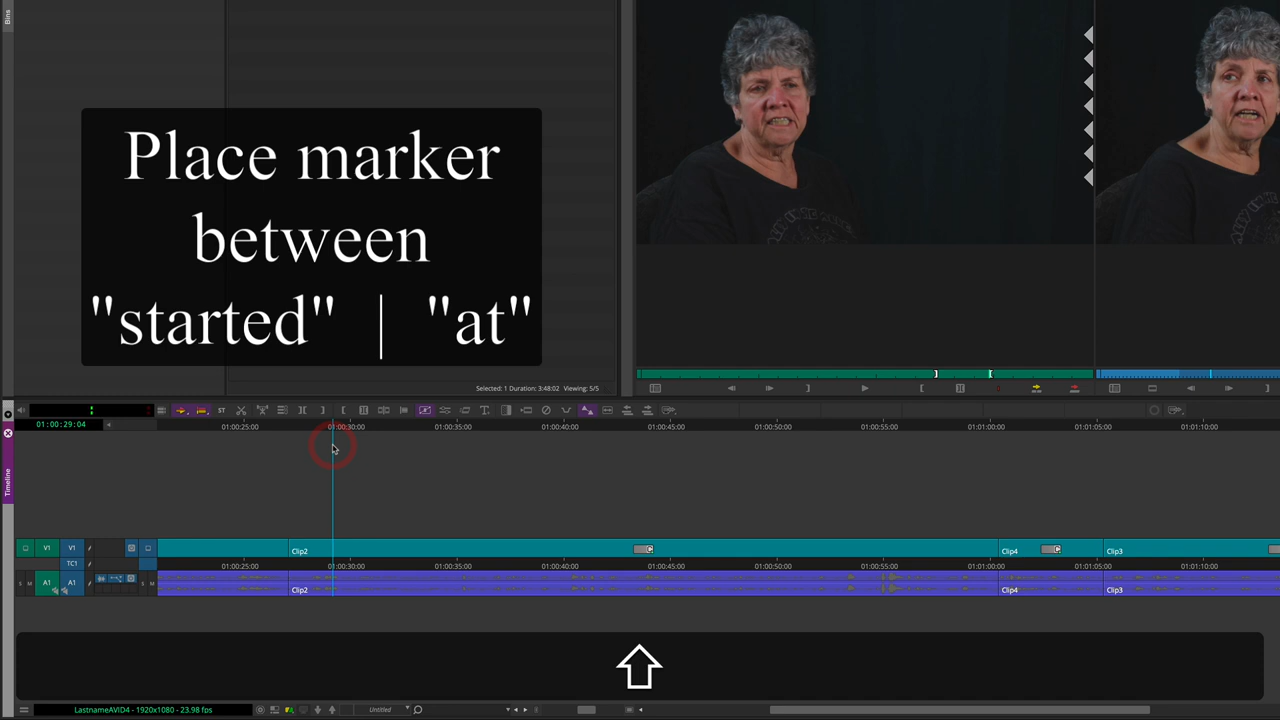 Bins
Place marker
between
"started" | "at"
Selected: 1 Duration: 3:48:02 Viewing: 5/5
ST
01:00:29:04
01:00:25:00 01:00:30:00 01:00:35:00 01:00:40:00 01:00:45:00 01:00:50:00 01:00:55:00 01:01:00:00 01:01:05:00 01:01:10:00
Timeline
V1 V1 Clip2 Clip4 Clip3
TC1 01:00:25:00 01:00:30:00 01:00:35:00 01:00:40:00 01:00:45:00 01:00:50:00 01:00:55:00 01:01:00:00 01:01:05:00 01:01:10:00
S M A1 A1 S M Clip2 Clip4 Clip3
LastnameAVID4 - 1920x1080 - 23.98 fps Untitled